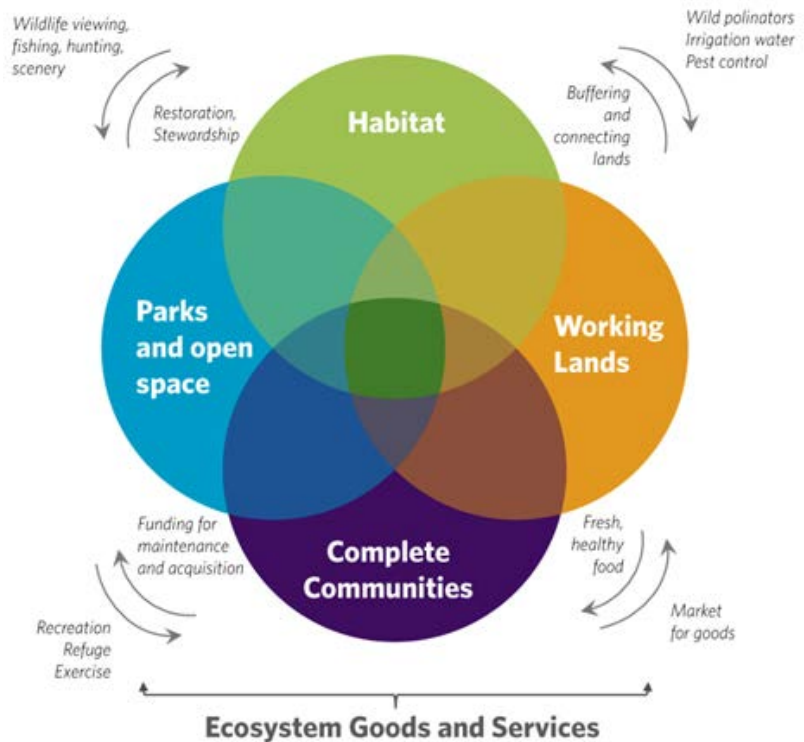 Wildlife viewing,
fishing, hunting,
scenery
Restoration,
Stewardship
Wild polinators
Irrigation water
Pest control
Buffering
and
connecting
lands
Habitat
Parks
and open
space
Working
Lands
Complete
Communities
Funding for
maintenance
and acquisition
Recreation
Refuge
Exercise
Fresh,
healthy
food
Market
for goods
Ecosystem Goods and Services